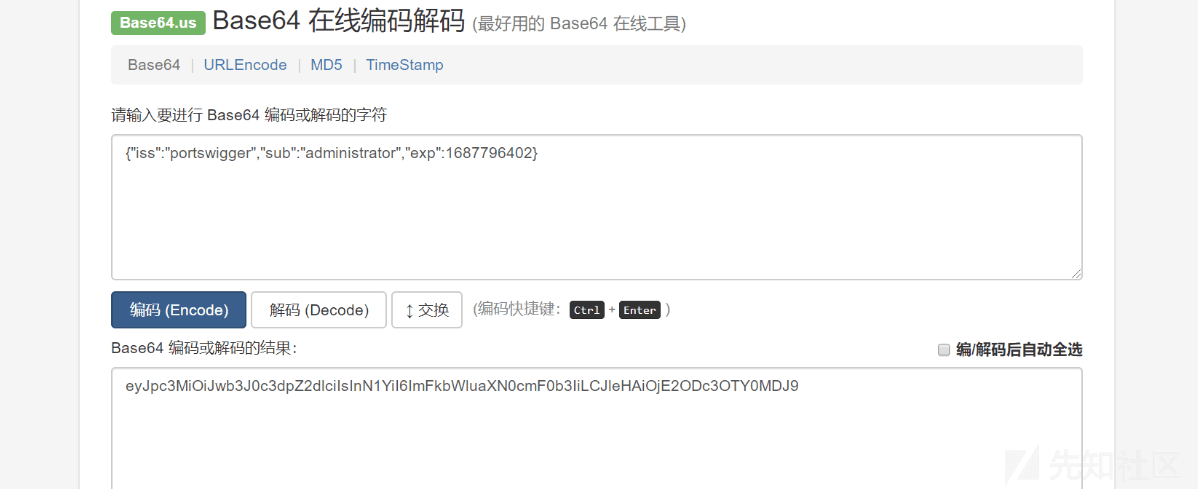 Base64.us Base64 在线编码解码 (最好用的 Base64 在线工具)
Base64 | URLEncode | MD5 | TimeStamp
请输入要进行 Base64 编码或解码的字符
{"iss":"portswigger","sub":"administrator","exp":1687796402}
编码 (Encode) 解码 (Decode) ↕ 交换 (编码快捷键: Ctrl + Enter )
Base64 编码或解码的结果: 编/解码后自动全选
eyJpc3MiOiJwb3J0c3dpZ2dlciIsInN1YiI6ImFkbWluaXN0cmF0b3IiLCJleHAiOjE2ODc3OTY0MDJ9
先知社区